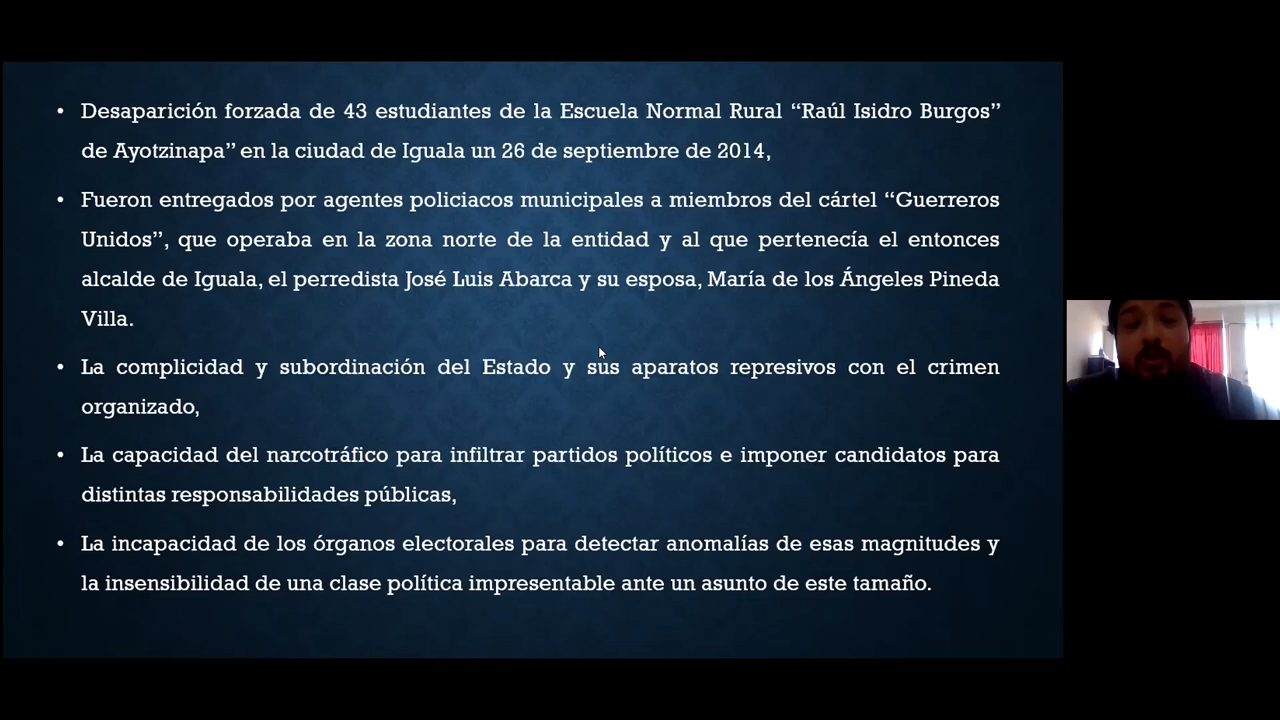 • Desaparición forzada de 43 estudiantes de la Escuela Normal Rural “Raúl Isidro Burgos”
de Ayotzinapa” en la ciudad de Iguala un 26 de septiembre de 2014,
• Fueron entregados por agentes policiacos municipales a miembros del cártel “Guerreros
Unidos”, que operaba en la zona norte de la entidad y al que pertenecía el entonces
alcalde de Iguala, el perredista José Luis Abarca y su esposa, María de los Ángeles Pineda
Villa.
• La complicidad y subordinación del Estado y sus aparatos represivos con el crimen
organizado,
• La capacidad del narcotráfico para infiltrar partidos políticos e imponer candidatos para
distintas responsabilidades públicas,
• La incapacidad de los órganos electorales para detectar anomalías de esas magnitudes y
la insensibilidad de una clase política impresentable ante un asunto de este tamaño.